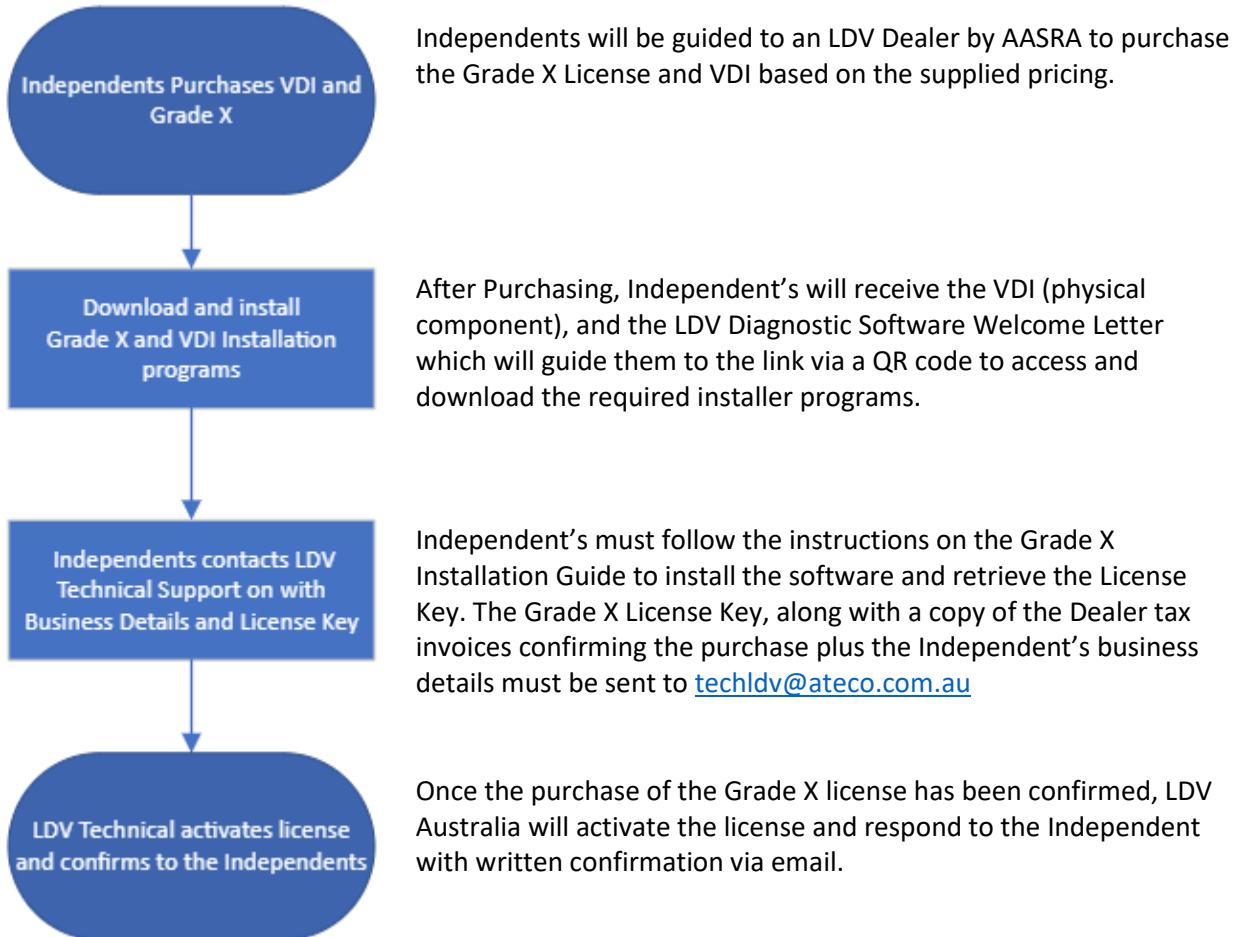 Independents Purchases VDI and
Grade X
Independents will be guided to an LDV Dealer by AASRA to purchase
the Grade X License and VDI based on the supplied pricing.
Download and install
Grade X and VDI Installation
programs
After Purchasing, Independent’s will receive the VDI (physical
component), and the LDV Diagnostic Software Welcome Letter
which will guide them to the link via a QR code to access and
download the required installer programs.
Independents contacts LDV
Technical Support on with
Business Details and License Key
Independent’s must follow the instructions on the Grade X
Installation Guide to install the software and retrieve the License
Key. The Grade X License Key, along with a copy of the Dealer tax
invoices confirming the purchase plus the Independent’s business
details must be sent to techldv@ateco.com.au
LDV Technical activates license
and confirms to the Independents
Once the purchase of the Grade X license has been confirmed, LDV
Australia will activate the license and respond to the Independent
with written confirmation via email.